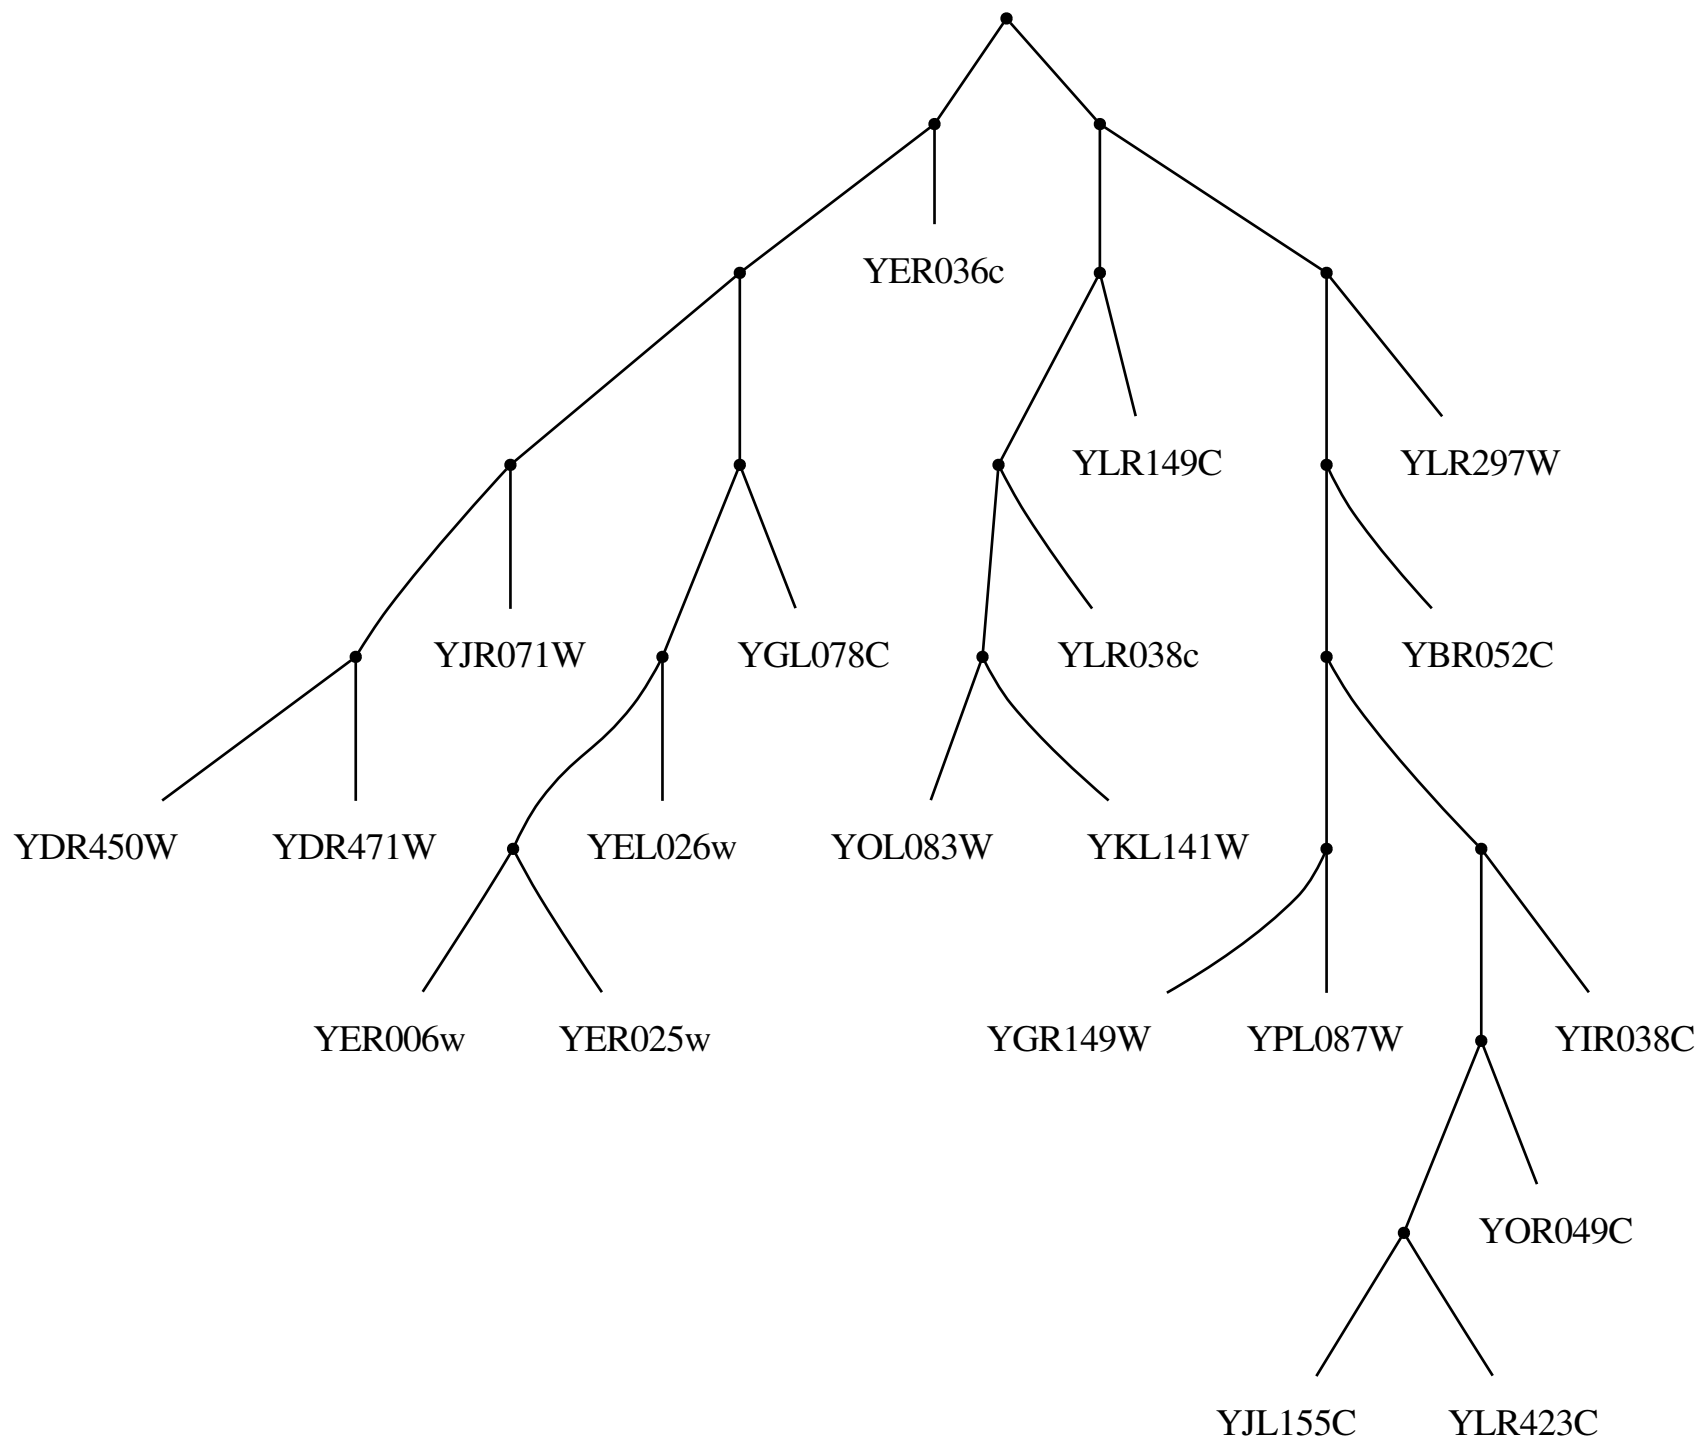 YER036c
YLR149C
YLR297W
YJR071W
YGL078C
YLR038c
YBR052C
YDR450W
YDR471W
YEL026w
YOL083W
YKL141W
YER006w
YER025w
YGR149W
YPL087W
YIR038C
YOR049C
YJL155C
YLR423C